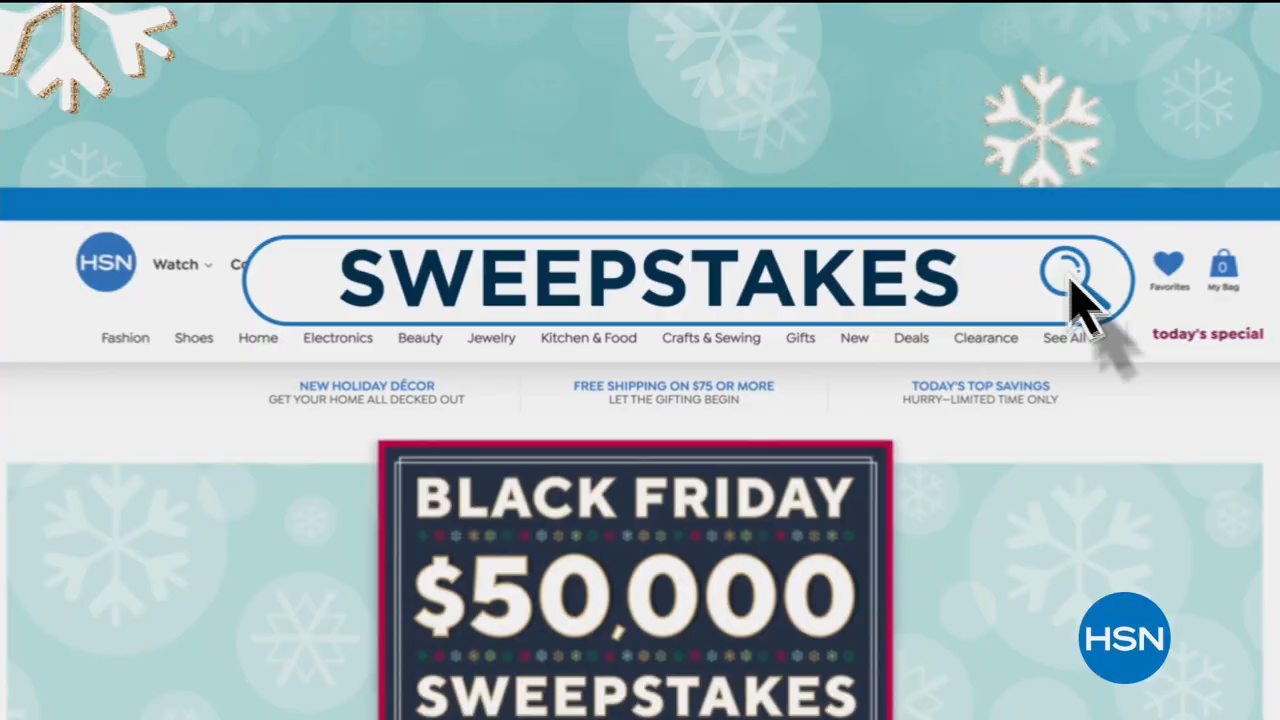 HSN Watch Co SWEEPSTAKES Favorites 0 My Bag
Fashion Shoes Home Electronics Beauty Jewelry Kitchen & Food Crafts & Sewing Gifts New Deals Clearance See All today's special
NEW HOLIDAY DÉCOR FREE SHIPPING ON $75 OR MORE TODAY'S TOP SAVINGS
GET YOUR HOME ALL DECKED OUT LET THE GIFTING BEGIN HURRY–LIMITED TIME ONLY
BLACK FRIDAY
$50,000
SWEEPSTAKES
HSN